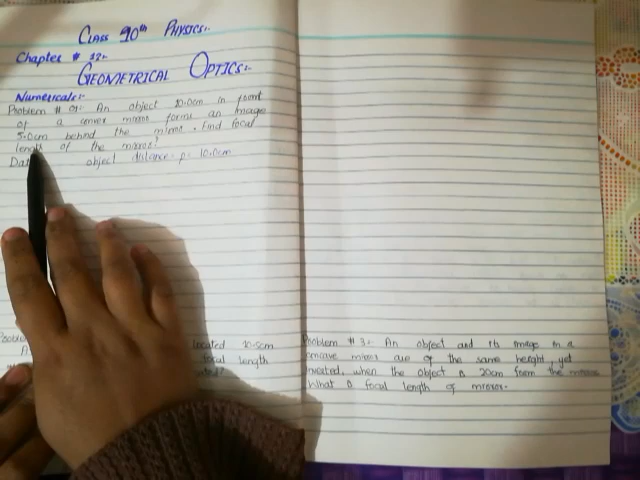 CLASS 10th PHYSICS:-
Chapter # 12:-
GEOMETRICAL OPTICS:-
Numericals:-
Problem # 01:- An object 10.0cm in front
of a convex mirror forms an Image
5.0cm behind the mirror. Find focal
length of the mirror?
object distance = p = 10.0cm
located 10.5cm
focal length
Problem # 3:- An object and its image in a
concave mirror are of the same height, yet
inverted, when the object is 20cm form the mirror.
What is focal length of mirror.